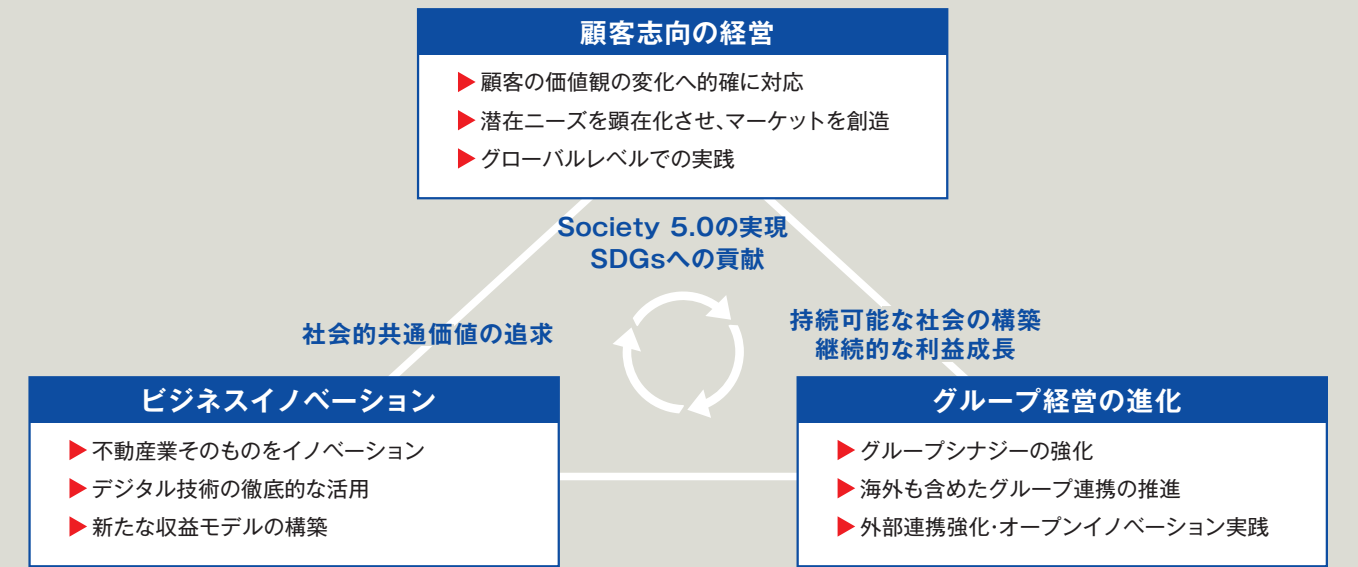 顧客志向の経営
▶顧客の価値観の変化へ的確に対応
▶潜在ニーズを顕在化させ、マーケットを創造
▶グローバルレベルでの実践
Society 5.0の実現
SDGsへの貢献
社会的共通価値の追求
持続可能な社会の構築
継続的な利益成長
ビジネスイノベーション
▶不動産業そのものをイノベーション
▶デジタル技術の徹底的な活用
▶新たな収益モデルの構築
グループ経営の進化
▶グループシナジーの強化
▶海外も含めたグループ連携の推進
▶外部連携強化・オープンイノベーション実践